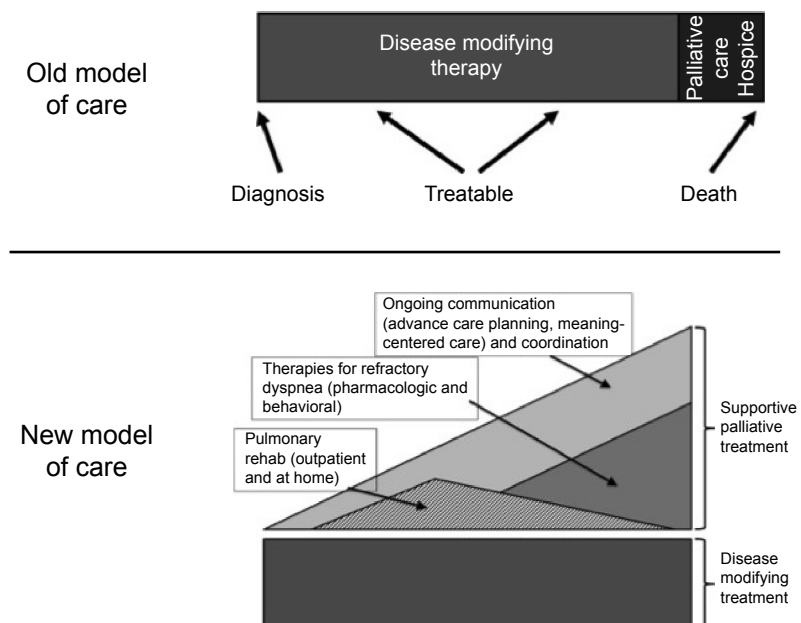 Old model
of care
Disease modifying
therapy
Palliative
care
Hospice
Diagnosis
Treatable
Death
New model
of care
Ongoing communication
(advance care planning, meaning-
centered care) and coordination
Therapies for refractory
dyspnea (pharmacologic and
behavioral)
Pulmonary
rehab (outpatient
and at home)
Supportive
palliative
treatment
Disease
modifying
treatment